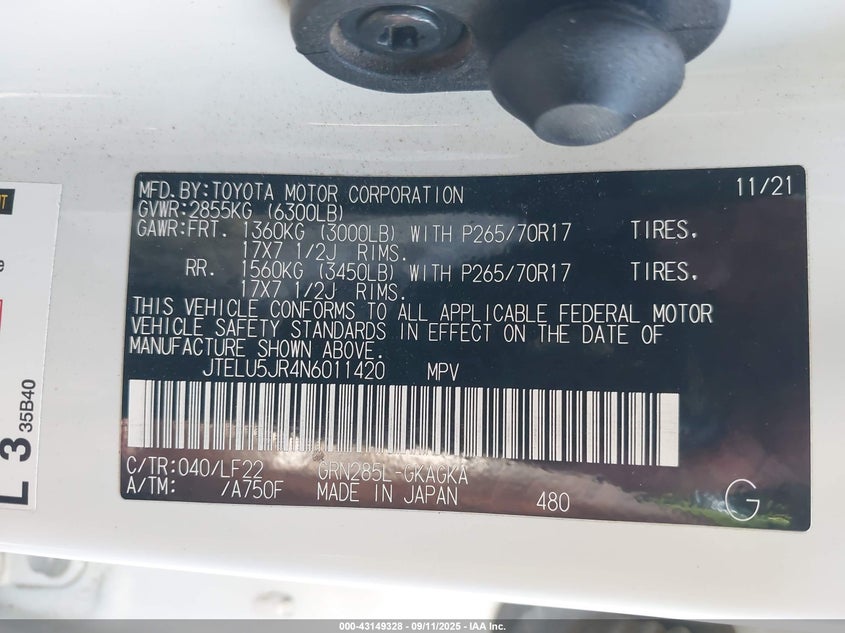 MFD.BY:TOYOTA MOTOR CORPORATION 11/21
GVWR:2855KG (6300LB)
GAWR:FRT. 1360KG (3000LB) WITH P265/70R17 TIRES.
17X7 1/2J RIMS.
RR. 1560KG (3450LB) WITH P265/70R17 TIRES.
17X7 1/2J RIMS.
THIS VEHICLE CONFORMS TO ALL APPLICABLE FEDERAL MOTOR
VEHICLE SAFETY STANDARDS IN EFFECT ON THE DATE OF
MANUFACTURE SHOWN ABOVE.
JTELU5JR4N6011420 MPV
C/TR:040/LF22 GRN285L-GKAGKA
A/TM: /A750F MADE IN JAPAN 480 G
L 3
35B40
000-43149328 - 09/11/2025 - IAA, Inc.